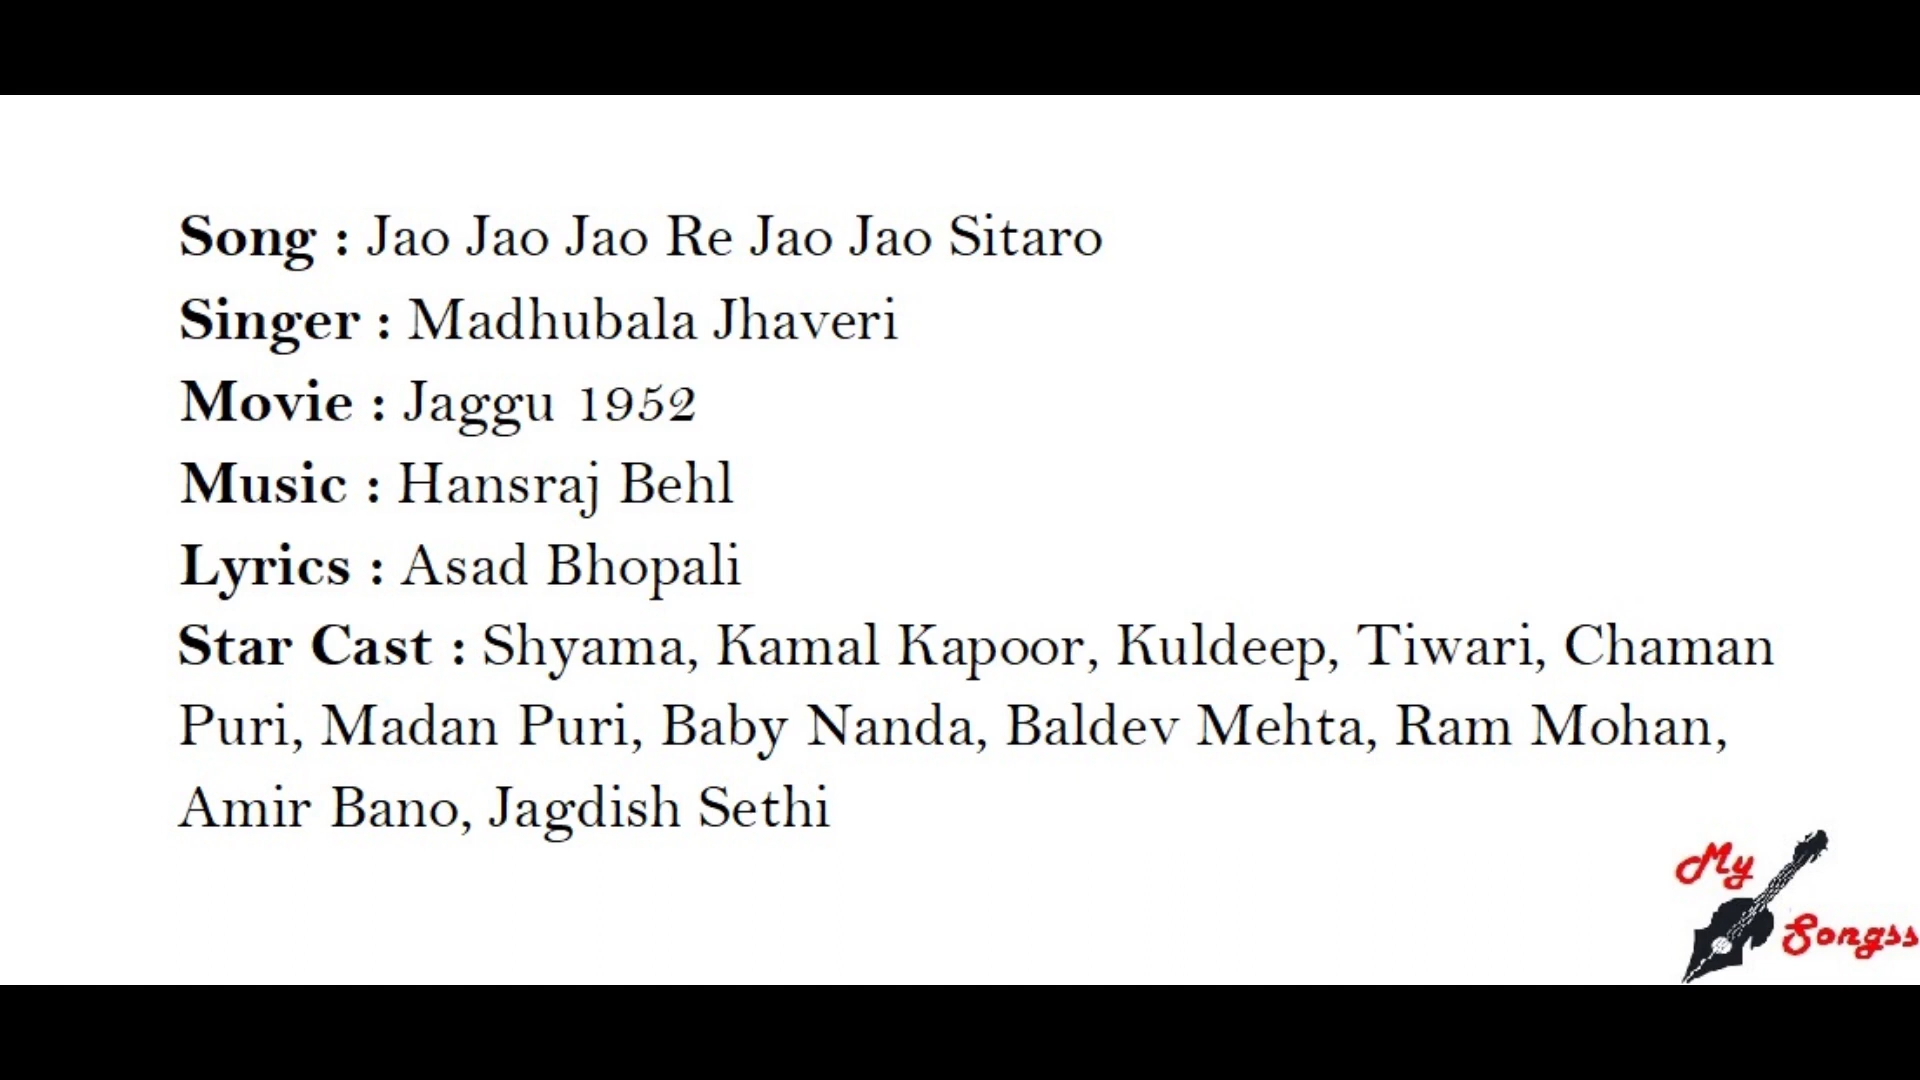 Song : Jao Jao Jao Re Jao Jao Sitaro
Singer : Madhubala Jhaveri
Movie : Jaggu 1952
Music : Hansraj Behl
Lyrics : Asad Bhopali
Star Cast : Shyama, Kamal Kapoor, Kuldeep, Tiwari, Chaman
Puri, Madan Puri, Baby Nanda, Baldev Mehta, Ram Mohan,
Amir Bano, Jagdish Sethi
My
Songss